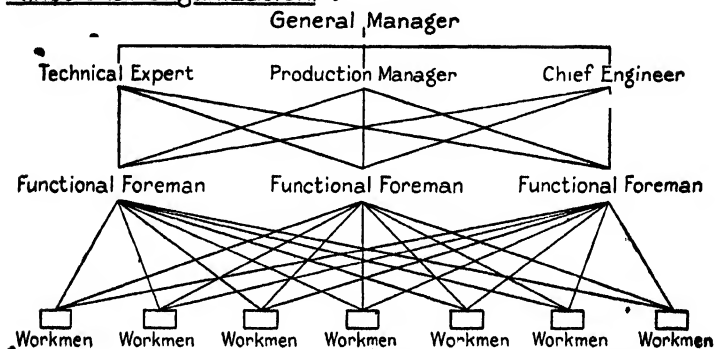 General Manager
Technical Expert Production Manager Chief Engineer
Functional Foreman Functional Foreman Functional Foreman
Workmen Workmen Workmen Workmen Workmen Workmen Workmen